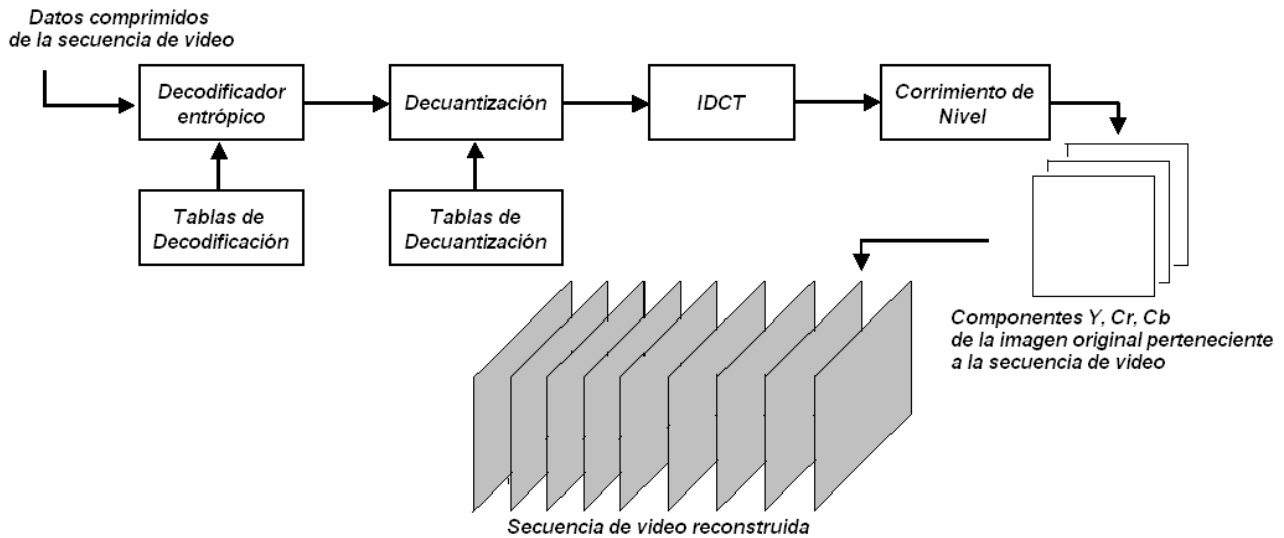 Datos comprimidos
de la secuencia de video
Decodificador
entrópico
Decuantización
IDCT
Corrimiento de
Nivel
Tablas de
Decodificación
Tablas de
Decuantización
Componentes Y, Cr, Cb
de la imagen original perteneciente
a la secuencia de video
Secuencia de video reconstruida